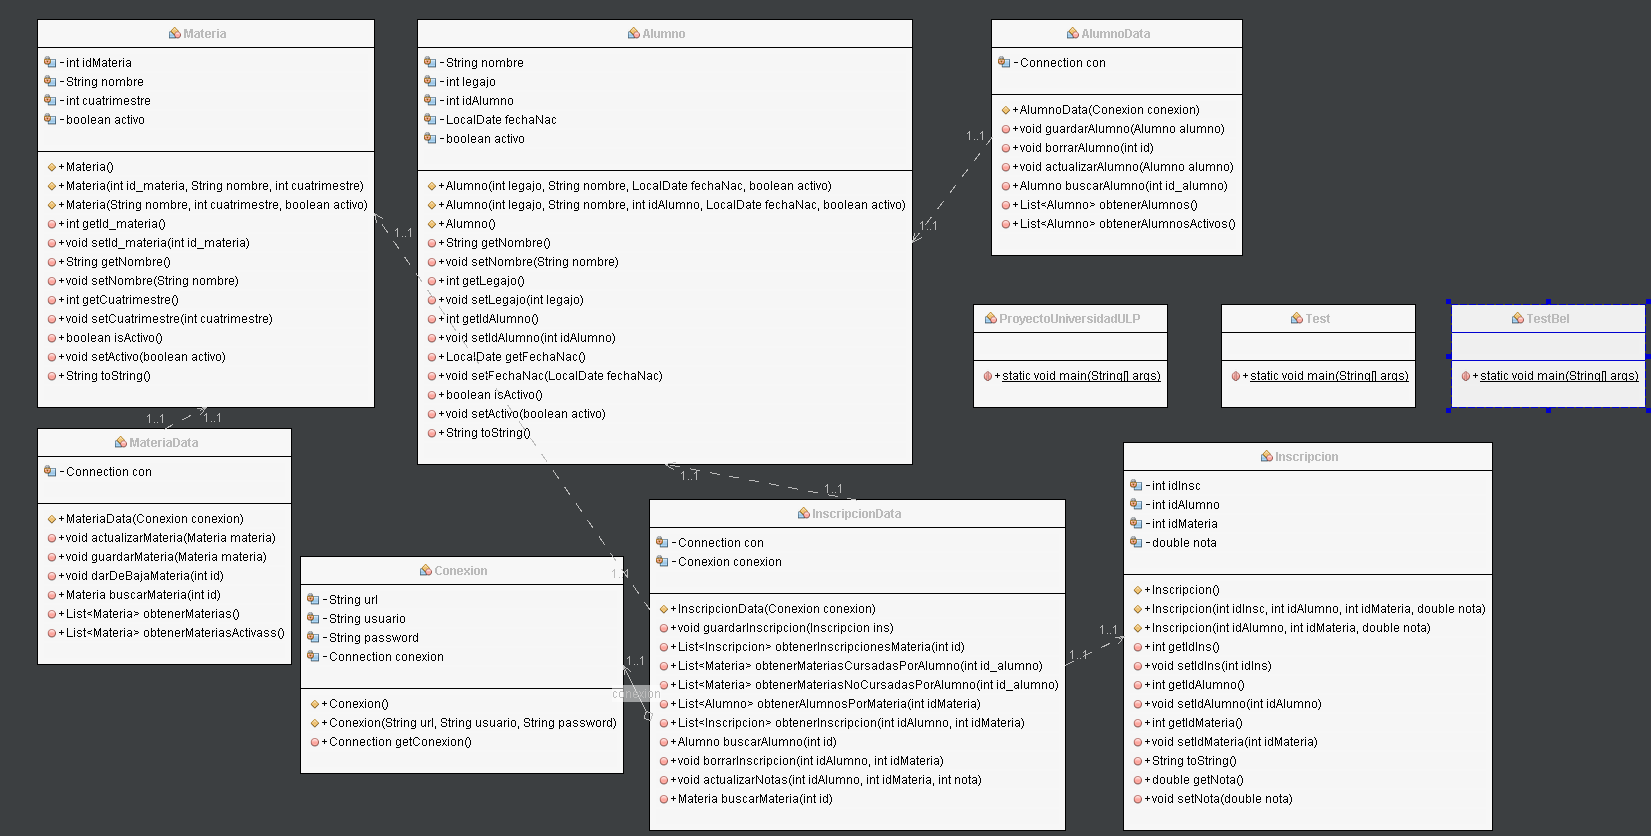 Materia
-int idMateria
-String nombre
-int cuatrimestre
-boolean activo
+Materia()
+Materia(int id_materia, String nombre, int cuatrimestre)
+Materia(String nombre, int cuatrimestre, boolean activo)
+int getId_materia()
+void setId_materia(int id_materia)
+String getNombre()
+void setNombre(String nombre)
+int getCuatrimestre()
+void setCuatrimestre(int cuatrimestre)
+boolean isActivo()
+void setActivo(boolean activo)
+String toString()
Alumno
-String nombre
-int legajo
-int idAlumno
-LocalDate fechaNac
-boolean activo
+Alumno(int legajo, String nombre, LocalDate fechaNac, boolean activo)
+Alumno(int legajo, String nombre, int idAlumno, LocalDate fechaNac, boolean activo)
+Alumno()
+String getNombre()
+void setNombre(String nombre)
+int getLegajo()
+void setLegajo(int legajo)
+int getIdAlumno()
+void setIdAlumno(int idAlumno)
+LocalDate getFechaNac()
+void setFechaNac(LocalDate fechaNac)
+boolean isActivo()
+void setActivo(boolean activo)
+String toString()
AlumnoData
-Connection con
+AlumnoData(Conexion conexion)
+void guardarAlumno(Alumno alumno)
+void borrarAlumno(int id)
+void actualizarAlumno(Alumno alumno)
+Alumno buscarAlumno(int id_alumno)
+List<Alumno> obtenerAlumnos()
+List<Alumno> obtenerAlumnosActivos()
1..1
1..1
1..1
ProyectoUniversidadULP
+static void main(String[] args)
Test
+static void main(String[] args)
TestBel
+static void main(String[] args)
1..1
1..1
MateriaData
-Connection con
+MateriaData(Conexion conexion)
+void actualizarMateria(Materia materia)
+void guardarMateria(Materia materia)
+void darDeBajaMateria(int id)
+Materia buscarMateria(int id)
+List<Materia> obtenerMaterias()
+List<Materia> obtenerMateriasActivass()
Conexion
-String url
-String usuario
-String password
-Connection conexion
+Conexion()
+Conexion(String url, String usuario, String password)
+Connection getConexion()
1..1
1..1
1..1
conexion
InscripcionData
-Connection con
-Conexion conexion
+InscripcionData(Conexion conexion)
+void guardarInscripcion(Inscripcion ins)
+List<Inscripcion> obtenerInscripcionesMateria(int id)
+List<Materia> obtenerMateriasCursadasPorAlumno(int id_alumno)
+List<Materia> obtenerMateriasNoCursadasPorAlumno(int id_alumno)
+List<Alumno> obtenerAlumnosPorMateria(int idMateria)
+List<Inscripcion> obtenerInscripcion(int idAlumno, int idMateria)
+Alumno buscarAlumno(int id)
+void borrarInscripcion(int idAlumno, int idMateria)
+void actualizarNotas(int idAlumno, int idMateria, int nota)
+Materia buscarMateria(int id)
1..1
1..1
Inscripcion
-int idInsc
-int idAlumno
-int idMateria
-double nota
+Inscripcion()
+Inscripcion(int idInsc, int idAlumno, int idMateria, double nota)
+Inscripcion(int idAlumno, int idMateria, double nota)
+int getIdIns()
+void setIdIns(int idIns)
+int getIdAlumno()
+void setIdAlumno(int idAlumno)
+int getIdMateria()
+void setIdMateria(int idMateria)
+String toString()
+double getNota()
+void setNota(double nota)